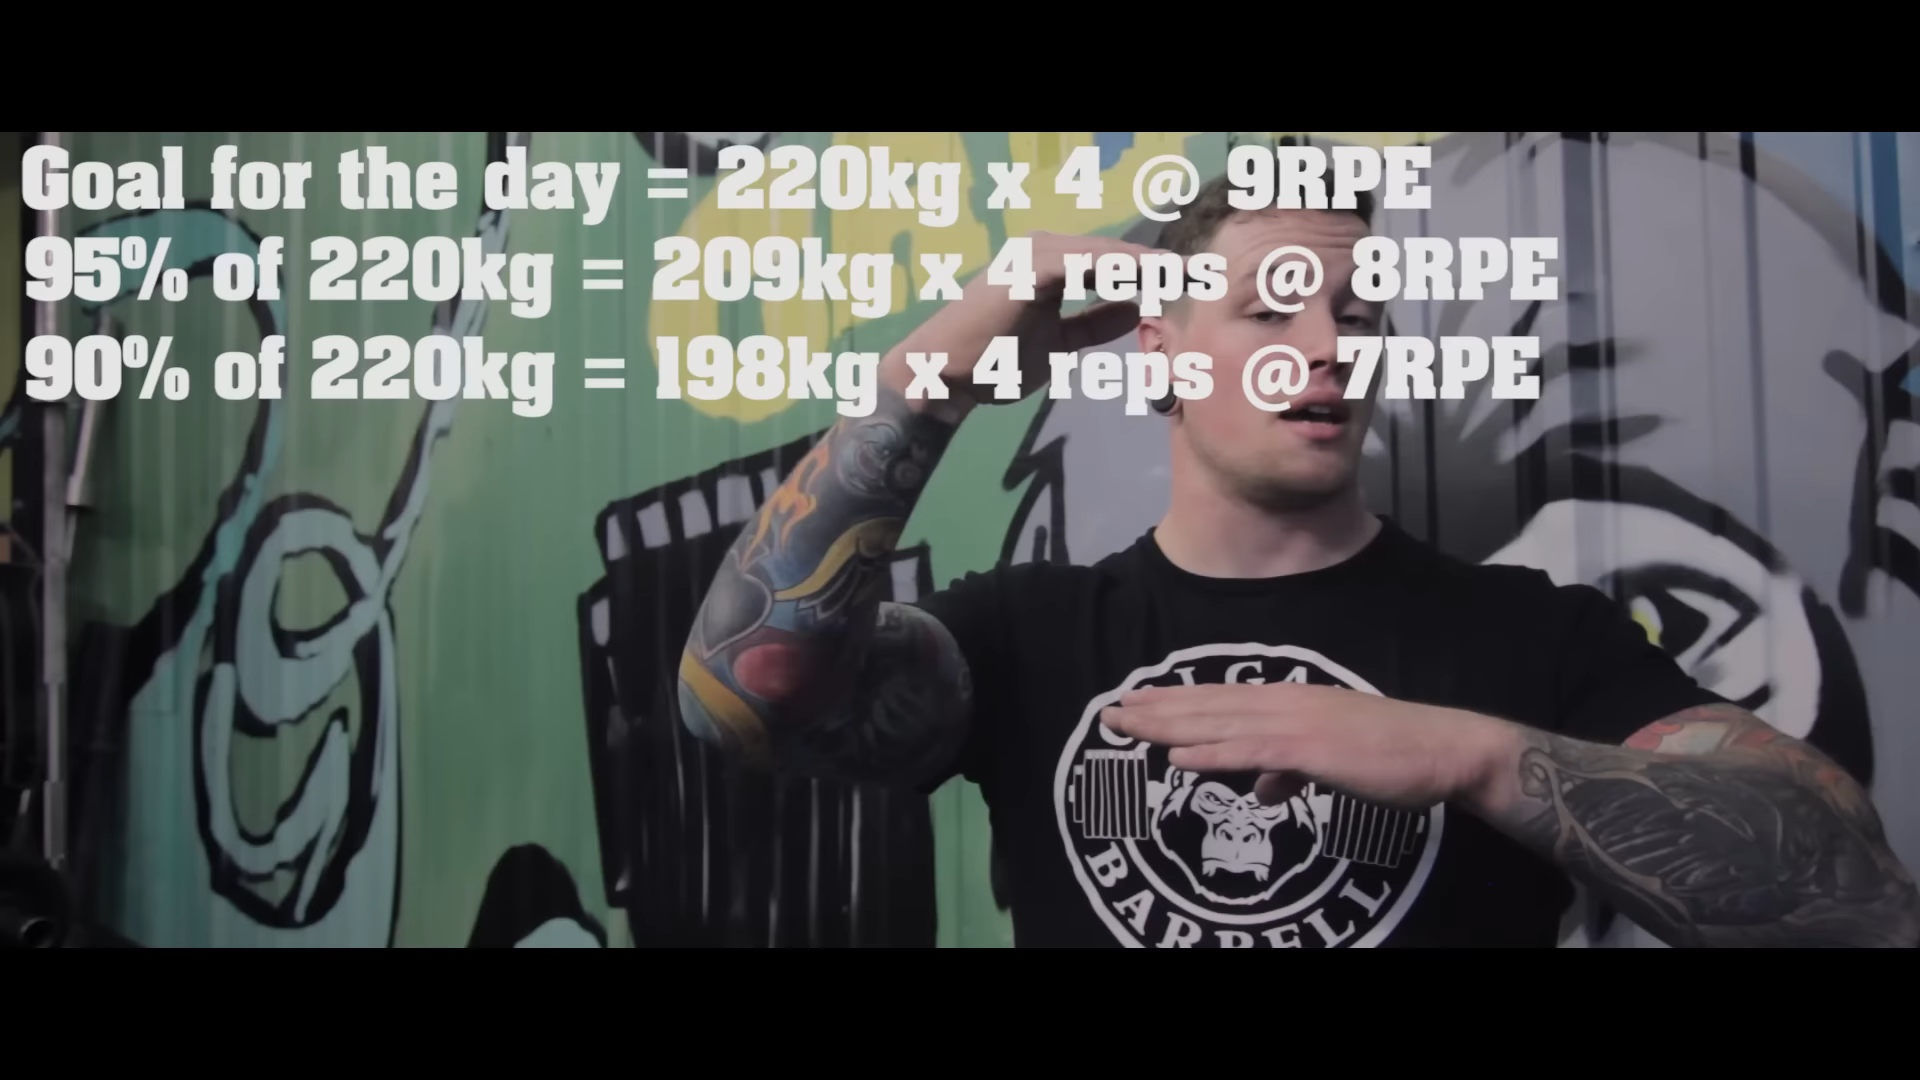 Goal for the day = 220kg x 4 @ 9RPE
95% of 220kg = 209kg x 4 reps @ 8RPE
90% of 220kg = 198kg x 4 reps @ 7RPE
BARBELL